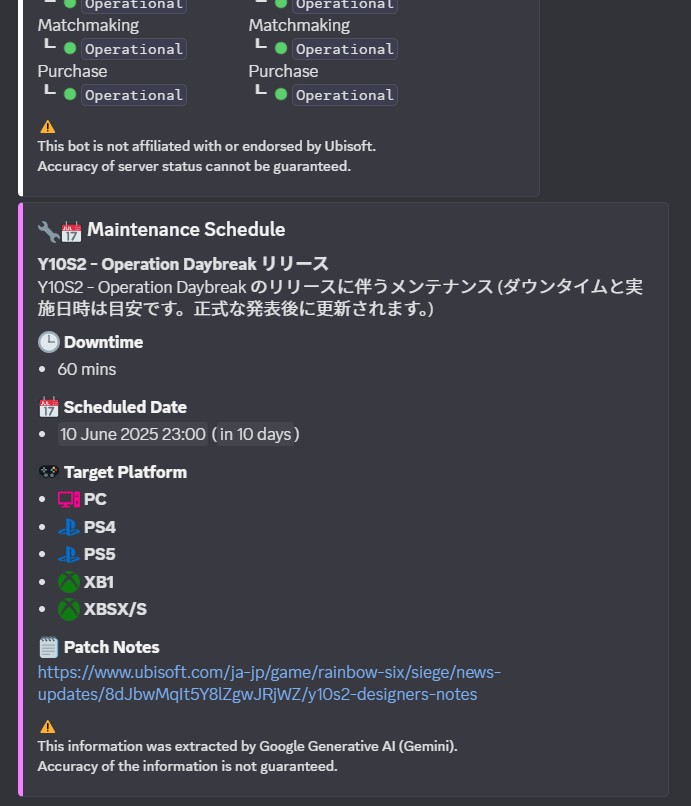 Operational Operational
Matchmaking Matchmaking
Operational Operational
Purchase Purchase
Operational Operational
This bot is not affiliated with or endorsed by Ubisoft.
Accuracy of server status cannot be guaranteed.
Maintenance Schedule
Y10S2 - Operation Daybreak リリース
Y10S2 - Operation Daybreak のリリースに伴うメンテナンス (ダウンタイムと実
施日時は目安です。正式な発表後に更新されます。)
Downtime
• 60 mins
Scheduled Date
• 10 June 2025 23:00 (in 10 days)
Target Platform
• PC
• PS4
• PS5
• XB1
• XBSX/S
Patch Notes
https://www.ubisoft.com/ja-jp/game/rainbow-six/siege/news-
updates/8dJbwMqIt5Y8lZgwJRjWZ/y10s2-designers-notes
This information was extracted by Google Generative AI (Gemini).
Accuracy of the information is not guaranteed.